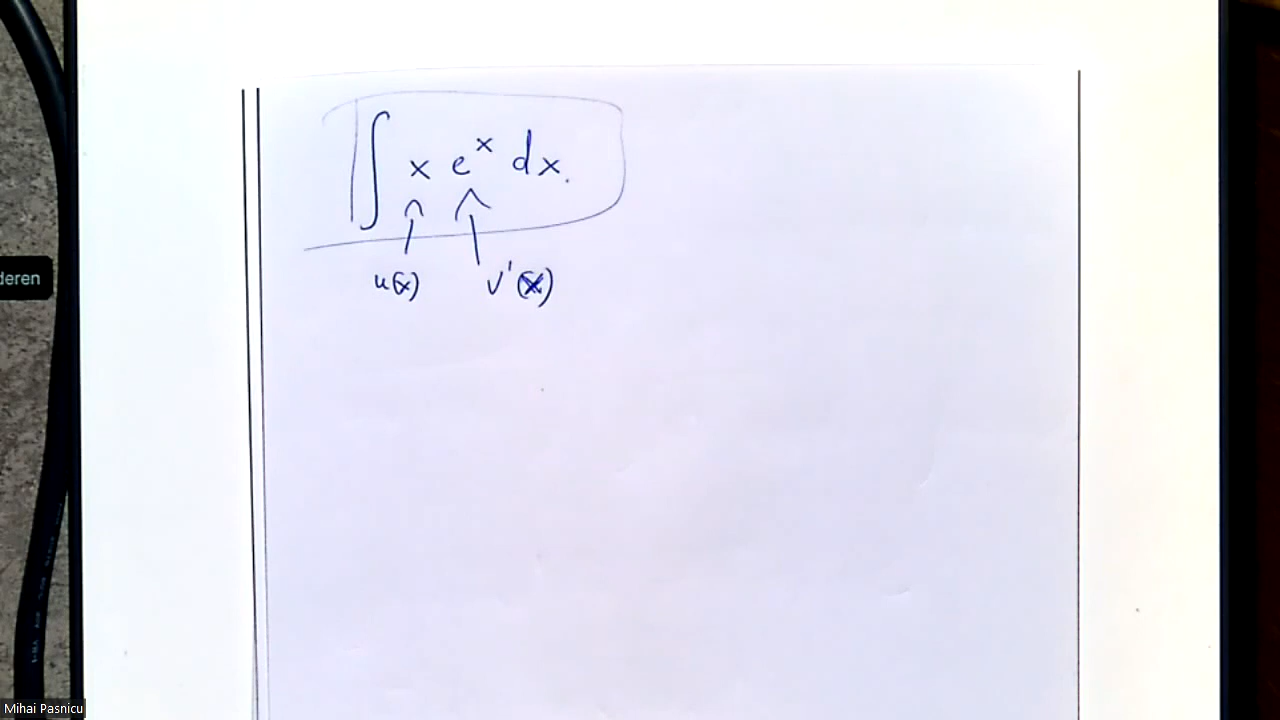 ∫ x e^x dx.
u(x) v'(x)
deren
Mihai Pasnicu